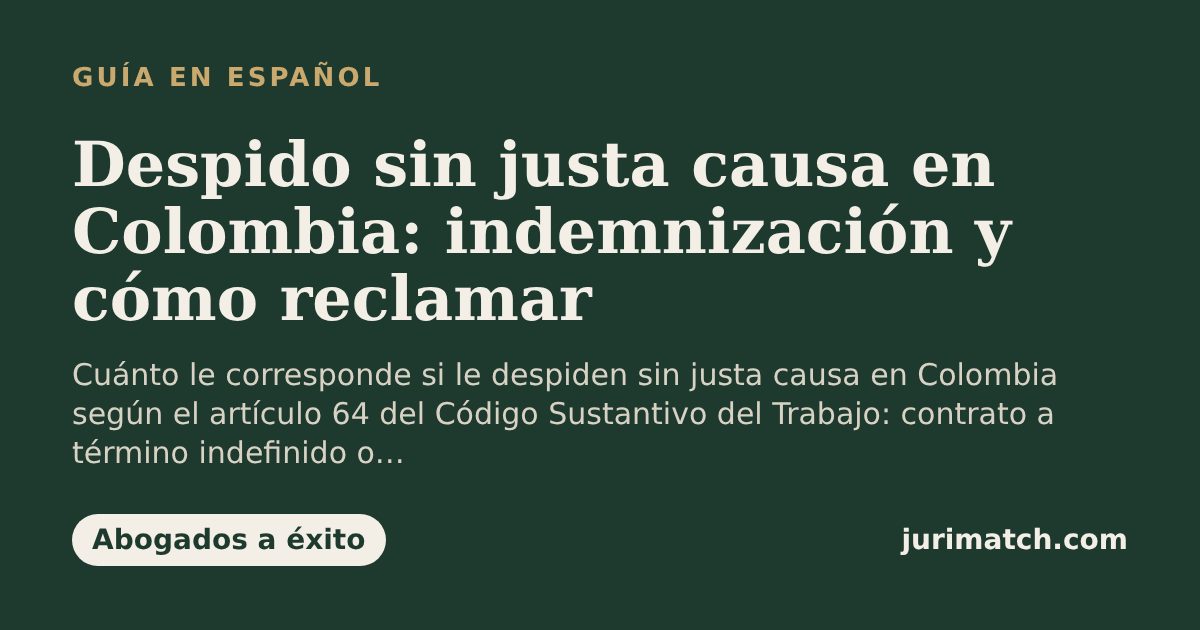 GUÍA EN ESPAÑOL
Despido sin justa causa en
Colombia: indemnización y
cómo reclamar
Cuánto le corresponde si le despiden sin justa causa en Colombia
según el artículo 64 del Código Sustantivo del Trabajo: contrato a
término indefinido o…
Abogados a éxito
jurimatch.com